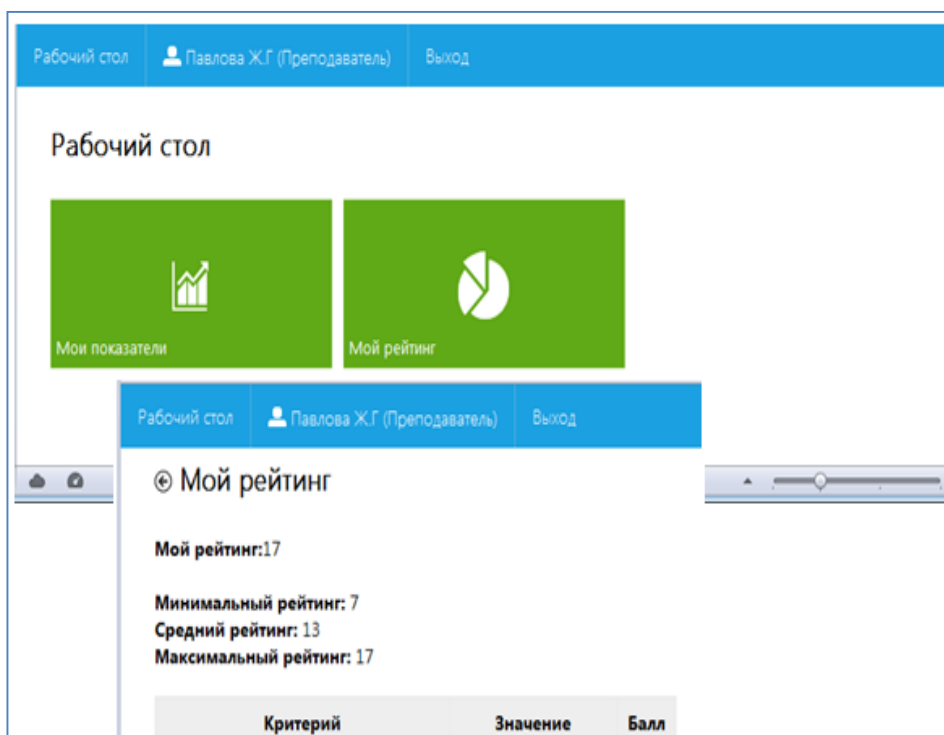 Рабочий стол Павлова Ж.Г (Преподаватель) Выход
Рабочий стол
Мои показатели Мой рейтинг
Рабочий стол Павлова Ж.Г (Преподаватель) Выход
Мой рейтинг
Мой рейтинг:17
Минимальный рейтинг: 7
Средний рейтинг: 13
Максимальный рейтинг: 17
Критерий Значение Балл